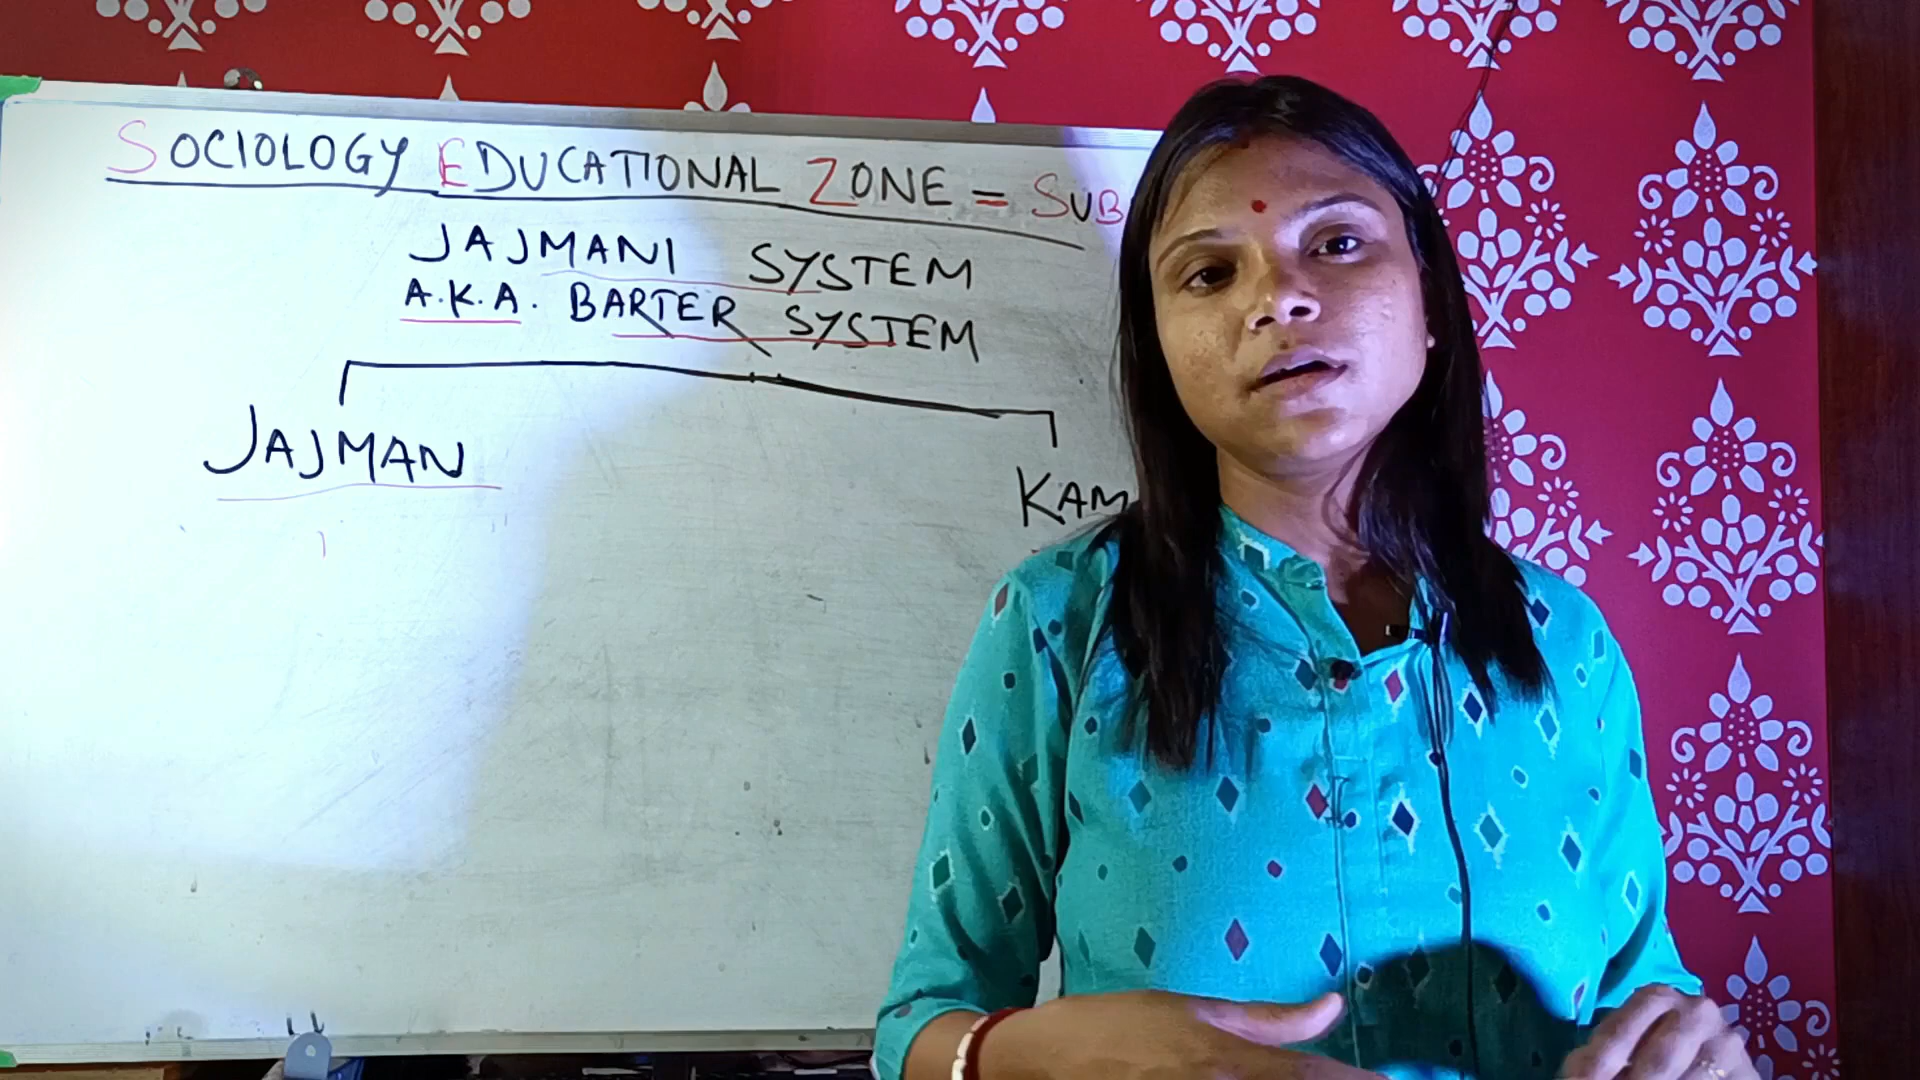 SOCIOLOGY EDUCATIONAL ZONE = SUB
JAJMANI SYSTEM
A.K.A. BARTER SYSTEM
JAJMAN
KAM